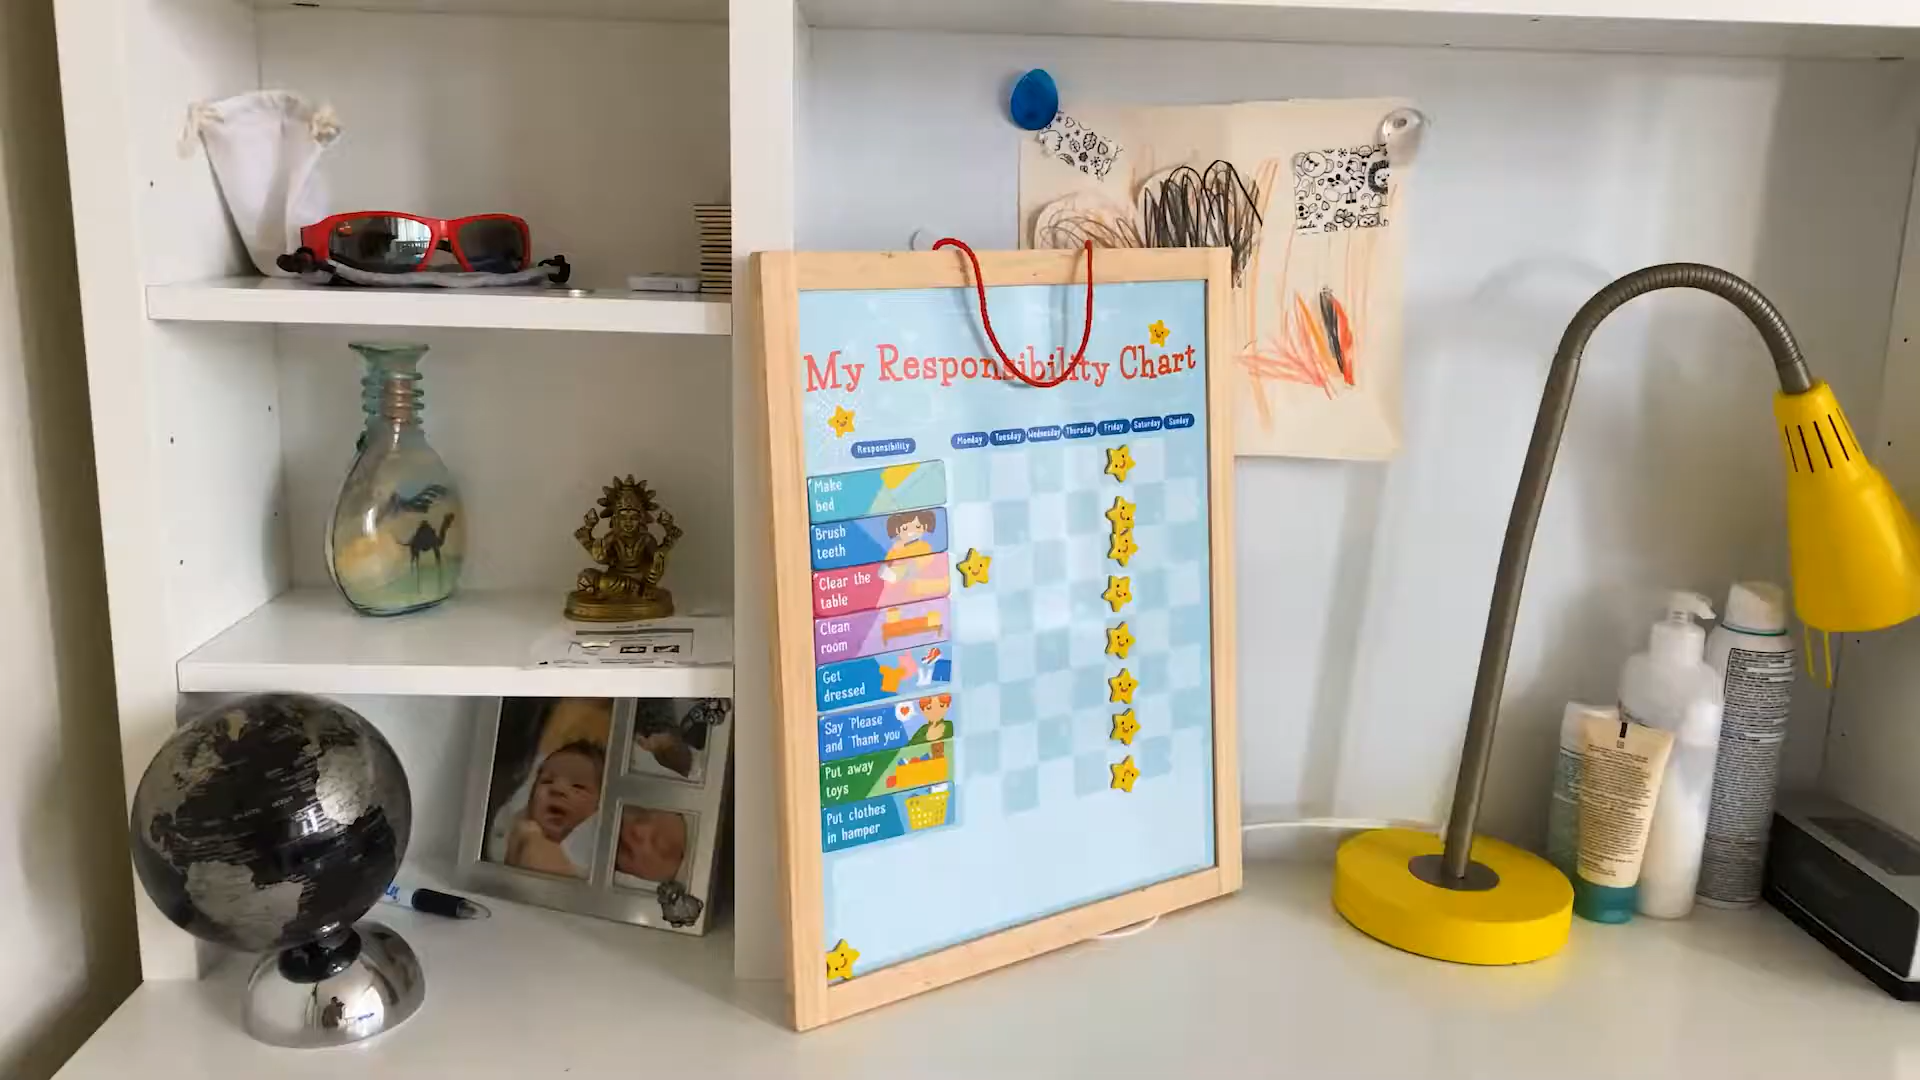 My Responsibility Chart
Responsibility
Monday Tuesday Wednesday Thursday Friday Saturday Sunday
Make
bed
Brush
teeth
Clear the
table
Clean
room
Get
dressed
Say "Please"
and "Thank you"
Put away
toys
Put clothes
in hamper